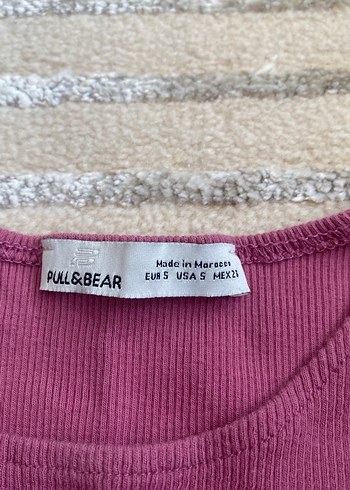 PULL&BEAR
Made in Morocco
EUR S USA S MEX 26